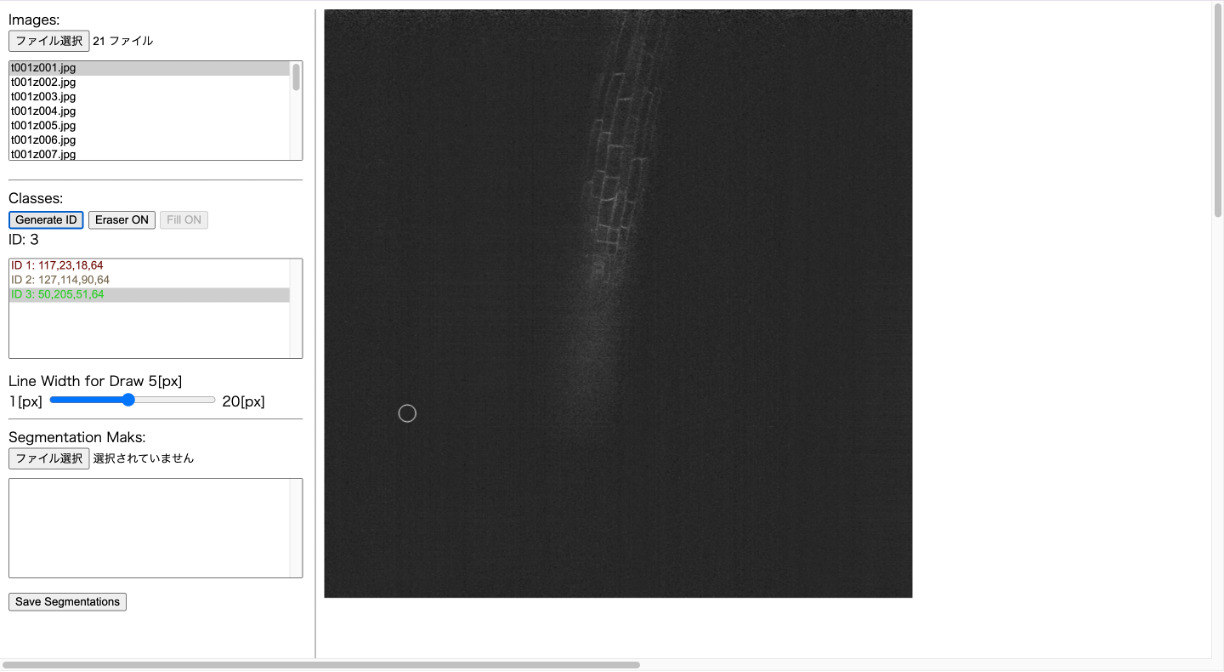 Images:
ファイル選択 21 ファイル
t001z001.jpg
t001z002.jpg
t001z003.jpg
t001z004.jpg
t001z005.jpg
t001z006.jpg
t001z007.jpg
Classes:
Generate ID Eraser ON Fill ON
ID: 3
ID 1: 117,23,18,64
ID 2: 127,114,90,64
ID 3: 50,205,51,64
Line Width for Draw 5[px]
1[px] 20[px]
Segmentation Maks:
ファイル選択 選択されていません
Save Segmentations